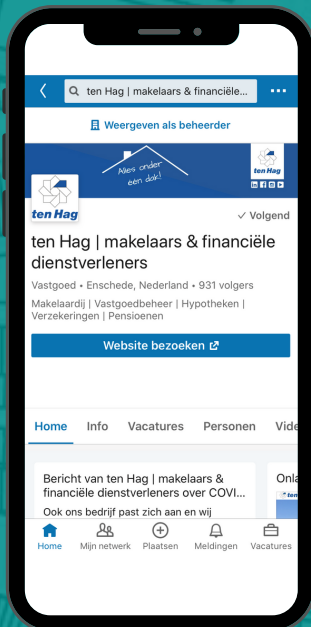 ten Hag | makelaars & financiële...
Weergeven als beheerder
Alles onder
één dak!
ten Hag
ten Hag
Volgend
ten Hag | makelaars & financiële
dienstverleners
Vastgoed • Enschede, Nederland • 931 volgers
Makelaardij | Vastgoedbeheer | Hypotheken |
Verzekeringen | Pensioenen
Website bezoeken
Home Info Vacatures Personen Vide
Bericht van ten Hag | makelaars &
financiële dienstverleners over COVI...
Ook ons bedrijf past zich aan en wij
Onla
Home Mijn netwerk Plaatsen Meldingen Vacatures